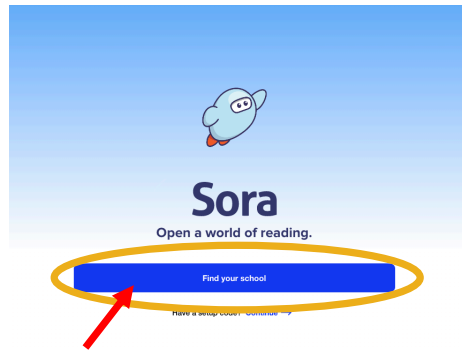 Sora
Open a world of reading.
Find your school
Have a setup code? Continue →